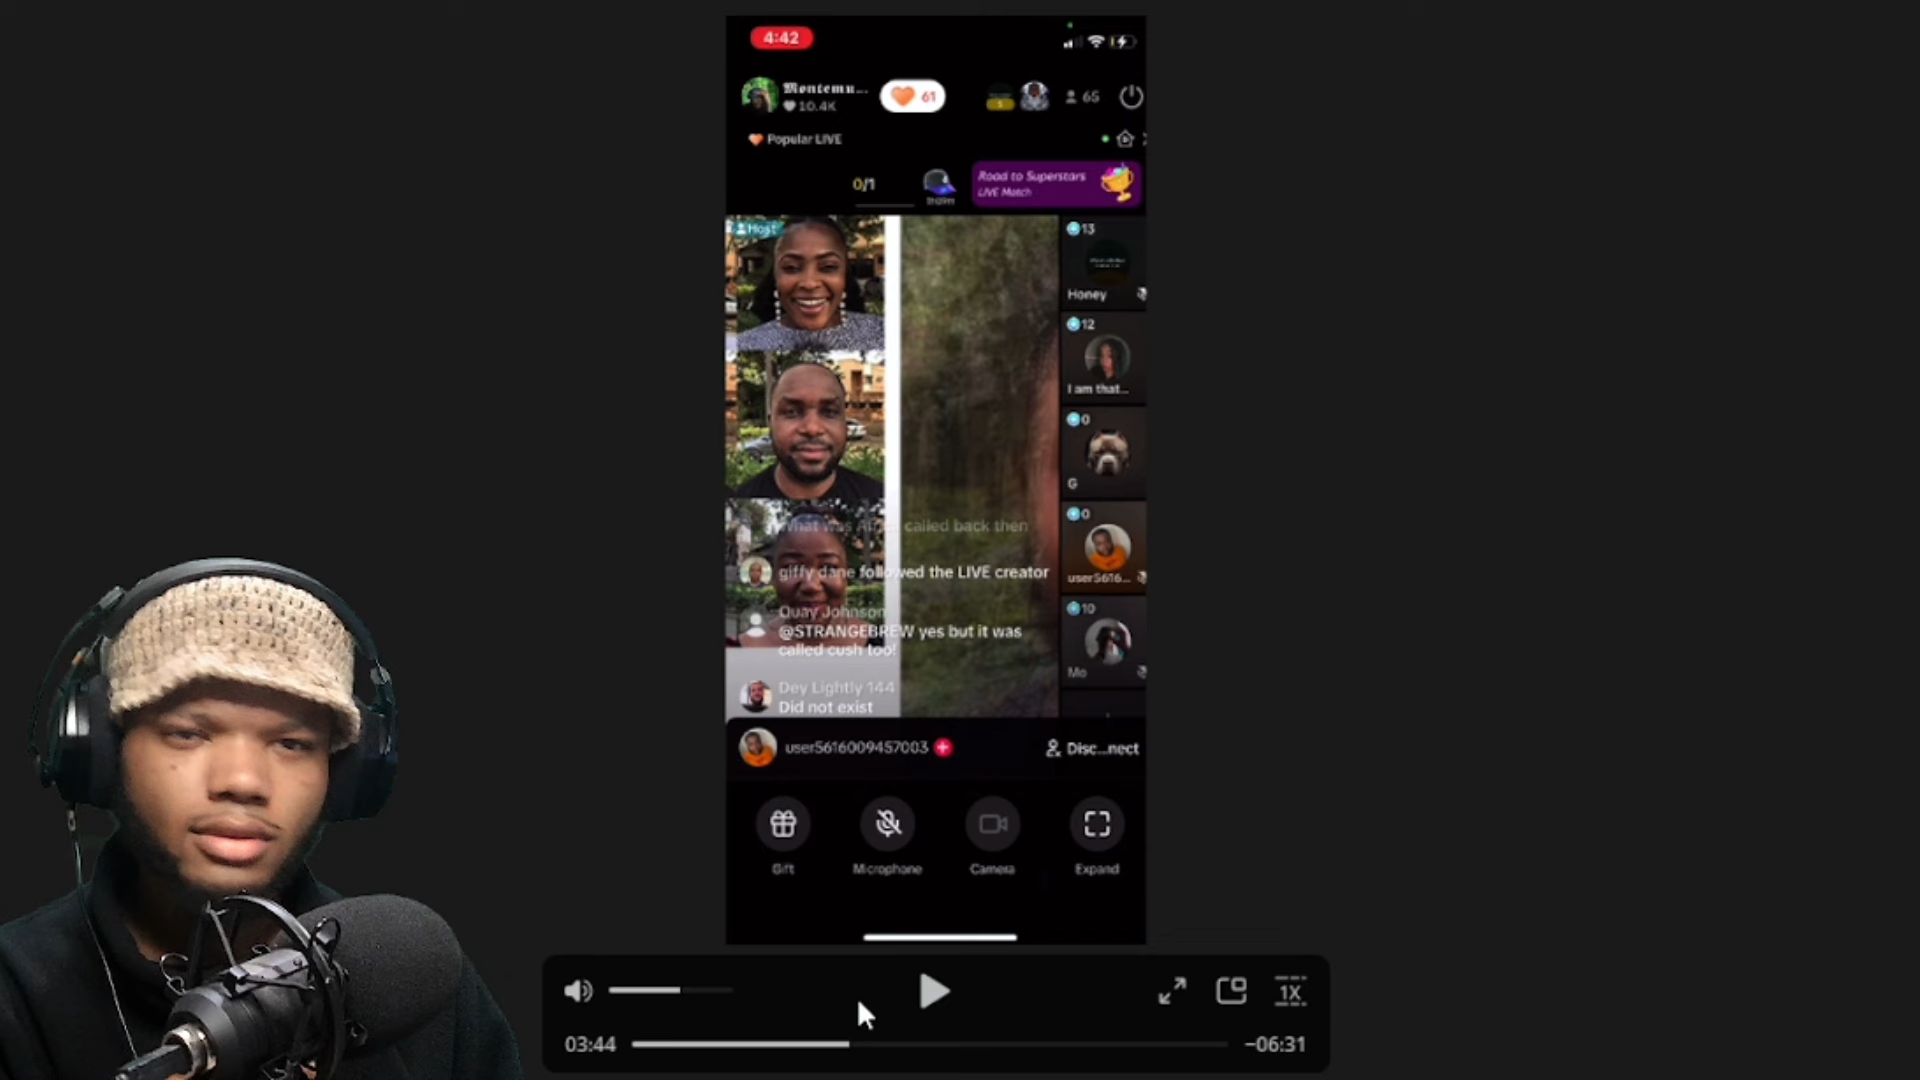 4:42
𝕸𝖔𝖓𝖙𝖊𝖒𝖚...
10.4K
61
65
Popular LIVE
0/1
Road to Superstars
LIVE Match
Host
13
Honey
12
I am that...
0
G
0
user5616...
10
Mo
What was called back then
giffy dane followed the LIVE creator
Quay Johnson
@STRANGEBREW yes but it was
called cush too!
Dey Lightly 144
Did not exist
user5616009457003
Disc...nect
Gift
Microphone
Camera
Expand
1X
03:44
−06:31